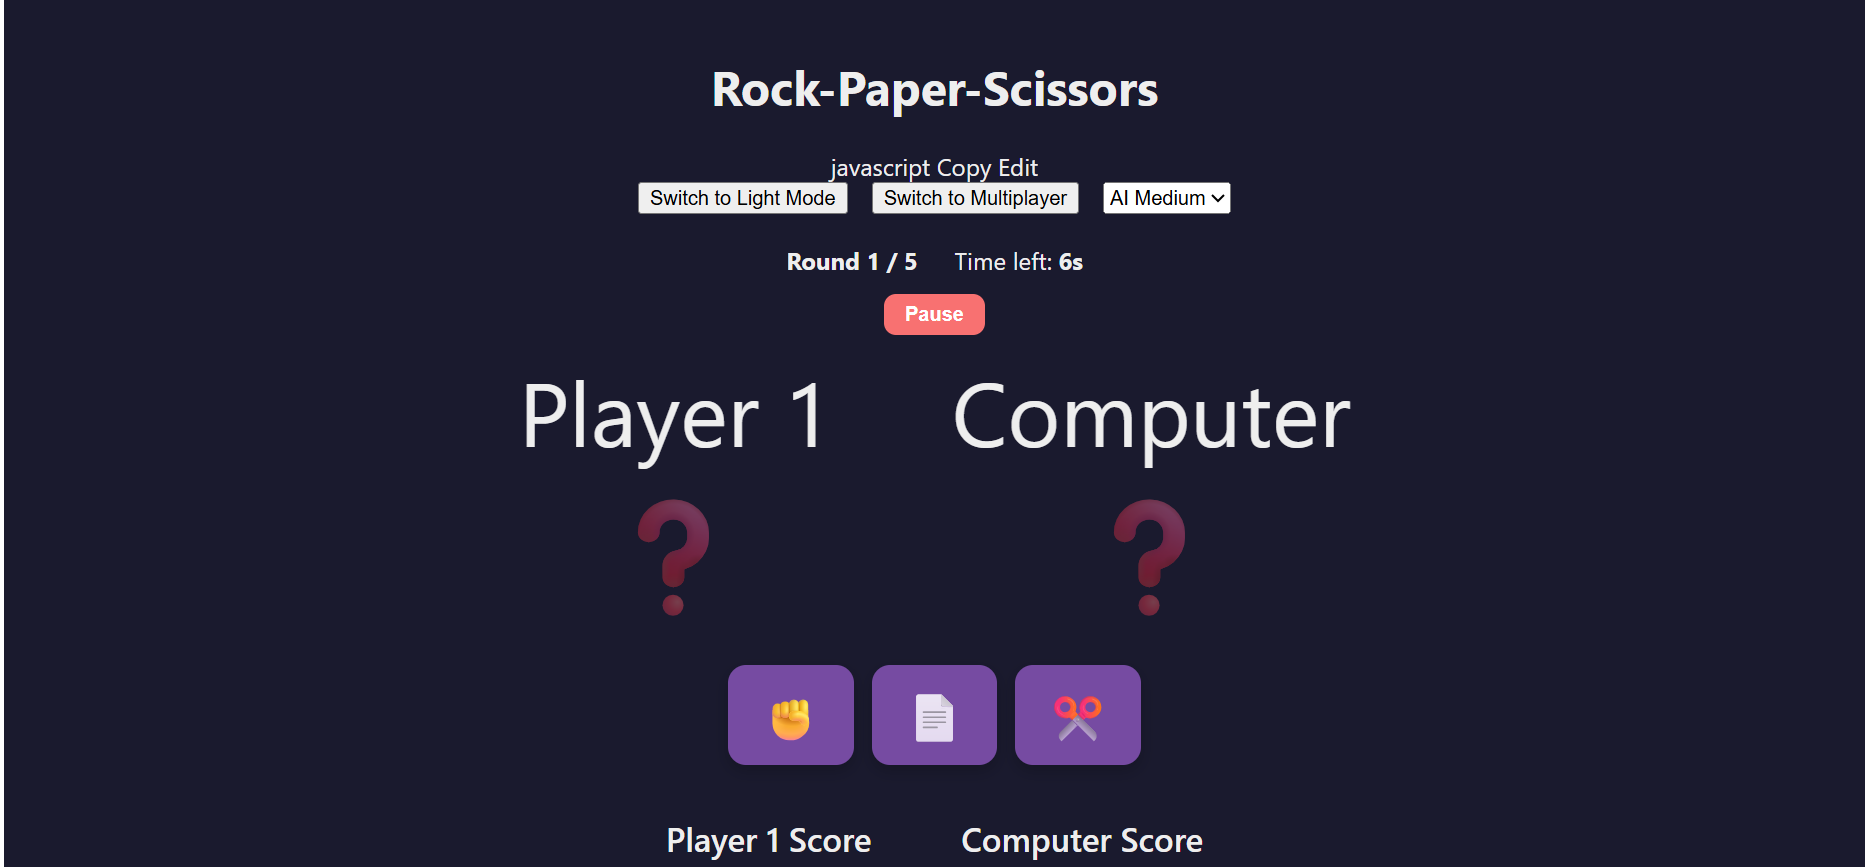 Rock-Paper-Scissors
javascript Copy Edit
Switch to Light Mode Switch to Multiplayer AI Medium
Round 1 / 5 Time left: 6s
Pause
Player 1 Computer
❓ ❓
Player 1 Score Computer Score